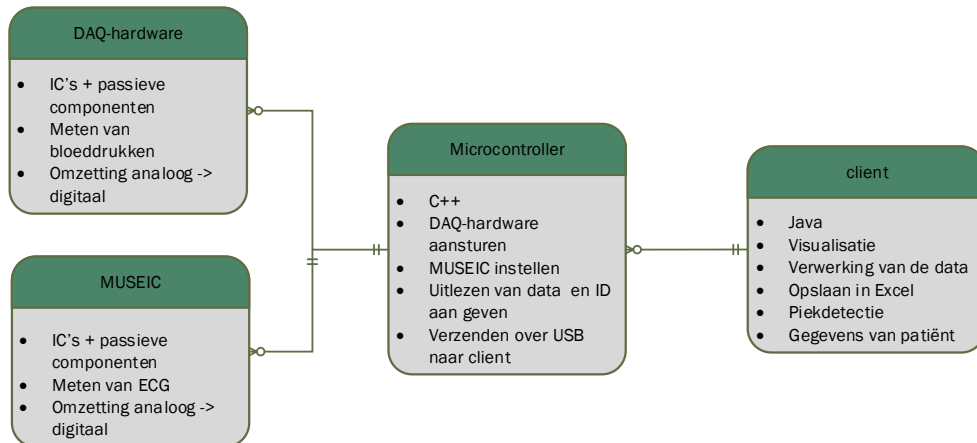 DAQ-hardware
• IC's + passieve
componenten
• Meten van
bloeddrukken
• Omzetting analoog ->
digitaal
MUSEIC
• IC's + passieve
componenten
• Meten van ECG
• Omzetting analoog ->
digitaal
Microcontroller
• C++
• DAQ-hardware
aansturen
• MUSEIC instellen
• Uitlezen van data en ID
aan geven
• Verzenden over USB
naar client
client
• Java
• Visualisatie
• Verwerking van de data
• Opslaan in Excel
• Piekdetectie
• Gegevens van patiënt